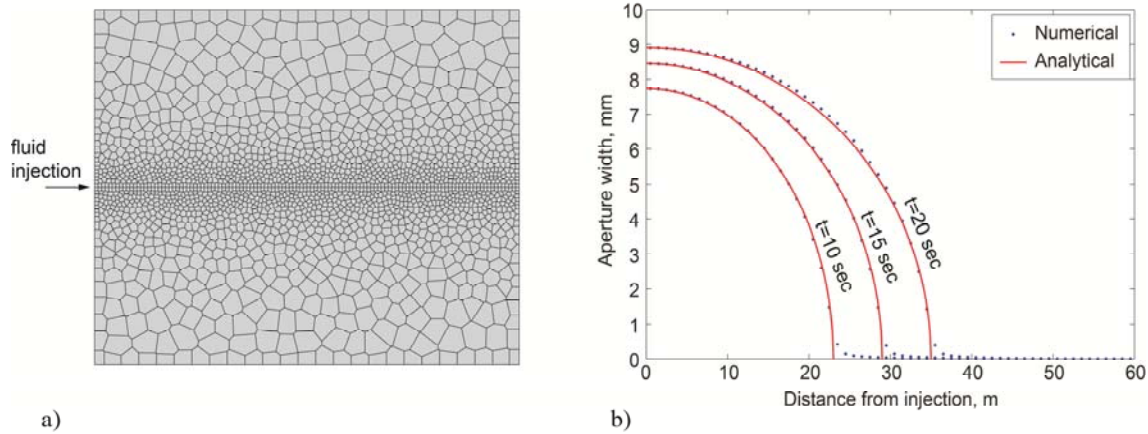 fluid
injection
a)
10
9
8
7
6
5
4
3
2
1
0
Aperture width, mm
Numerical
Analytical
t=10 sec
t=15 sec
t=20 sec
0 10 20 30 40 50 60
Distance from injection, m
b)